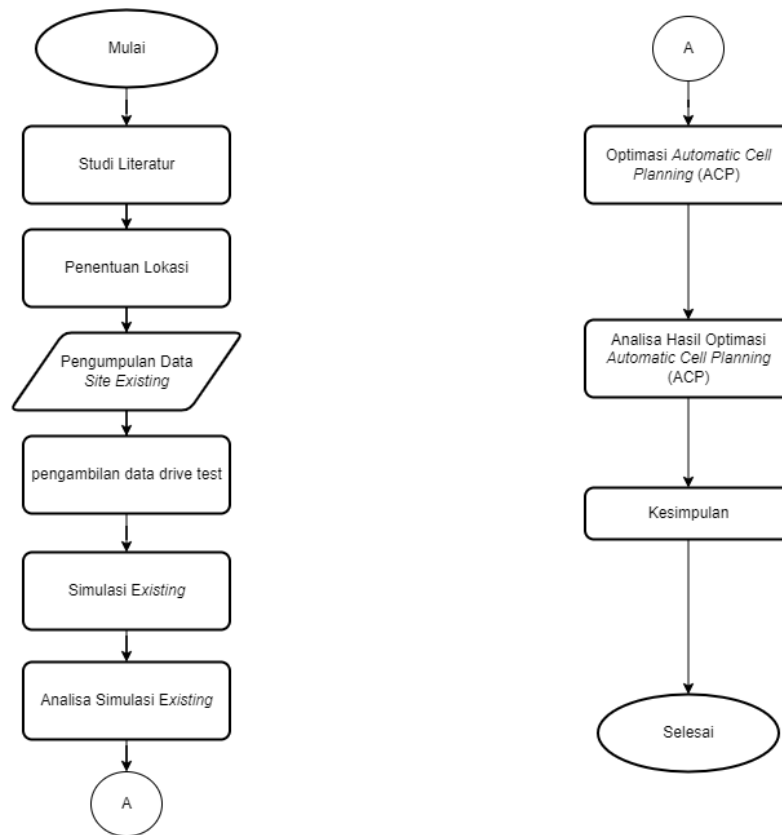 Mulai
Studi Literatur
Penentuan Lokasi
Pengumpulan Data
Site Existing
pengambilan data drive test
Simulasi Existing
Analisa Simulasi Existing
A
A
Optimasi Automatic Cell
Planning (ACP)
Analisa Hasil Optimasi
Automatic Cell Planning
(ACP)
Kesimpulan
Selesai